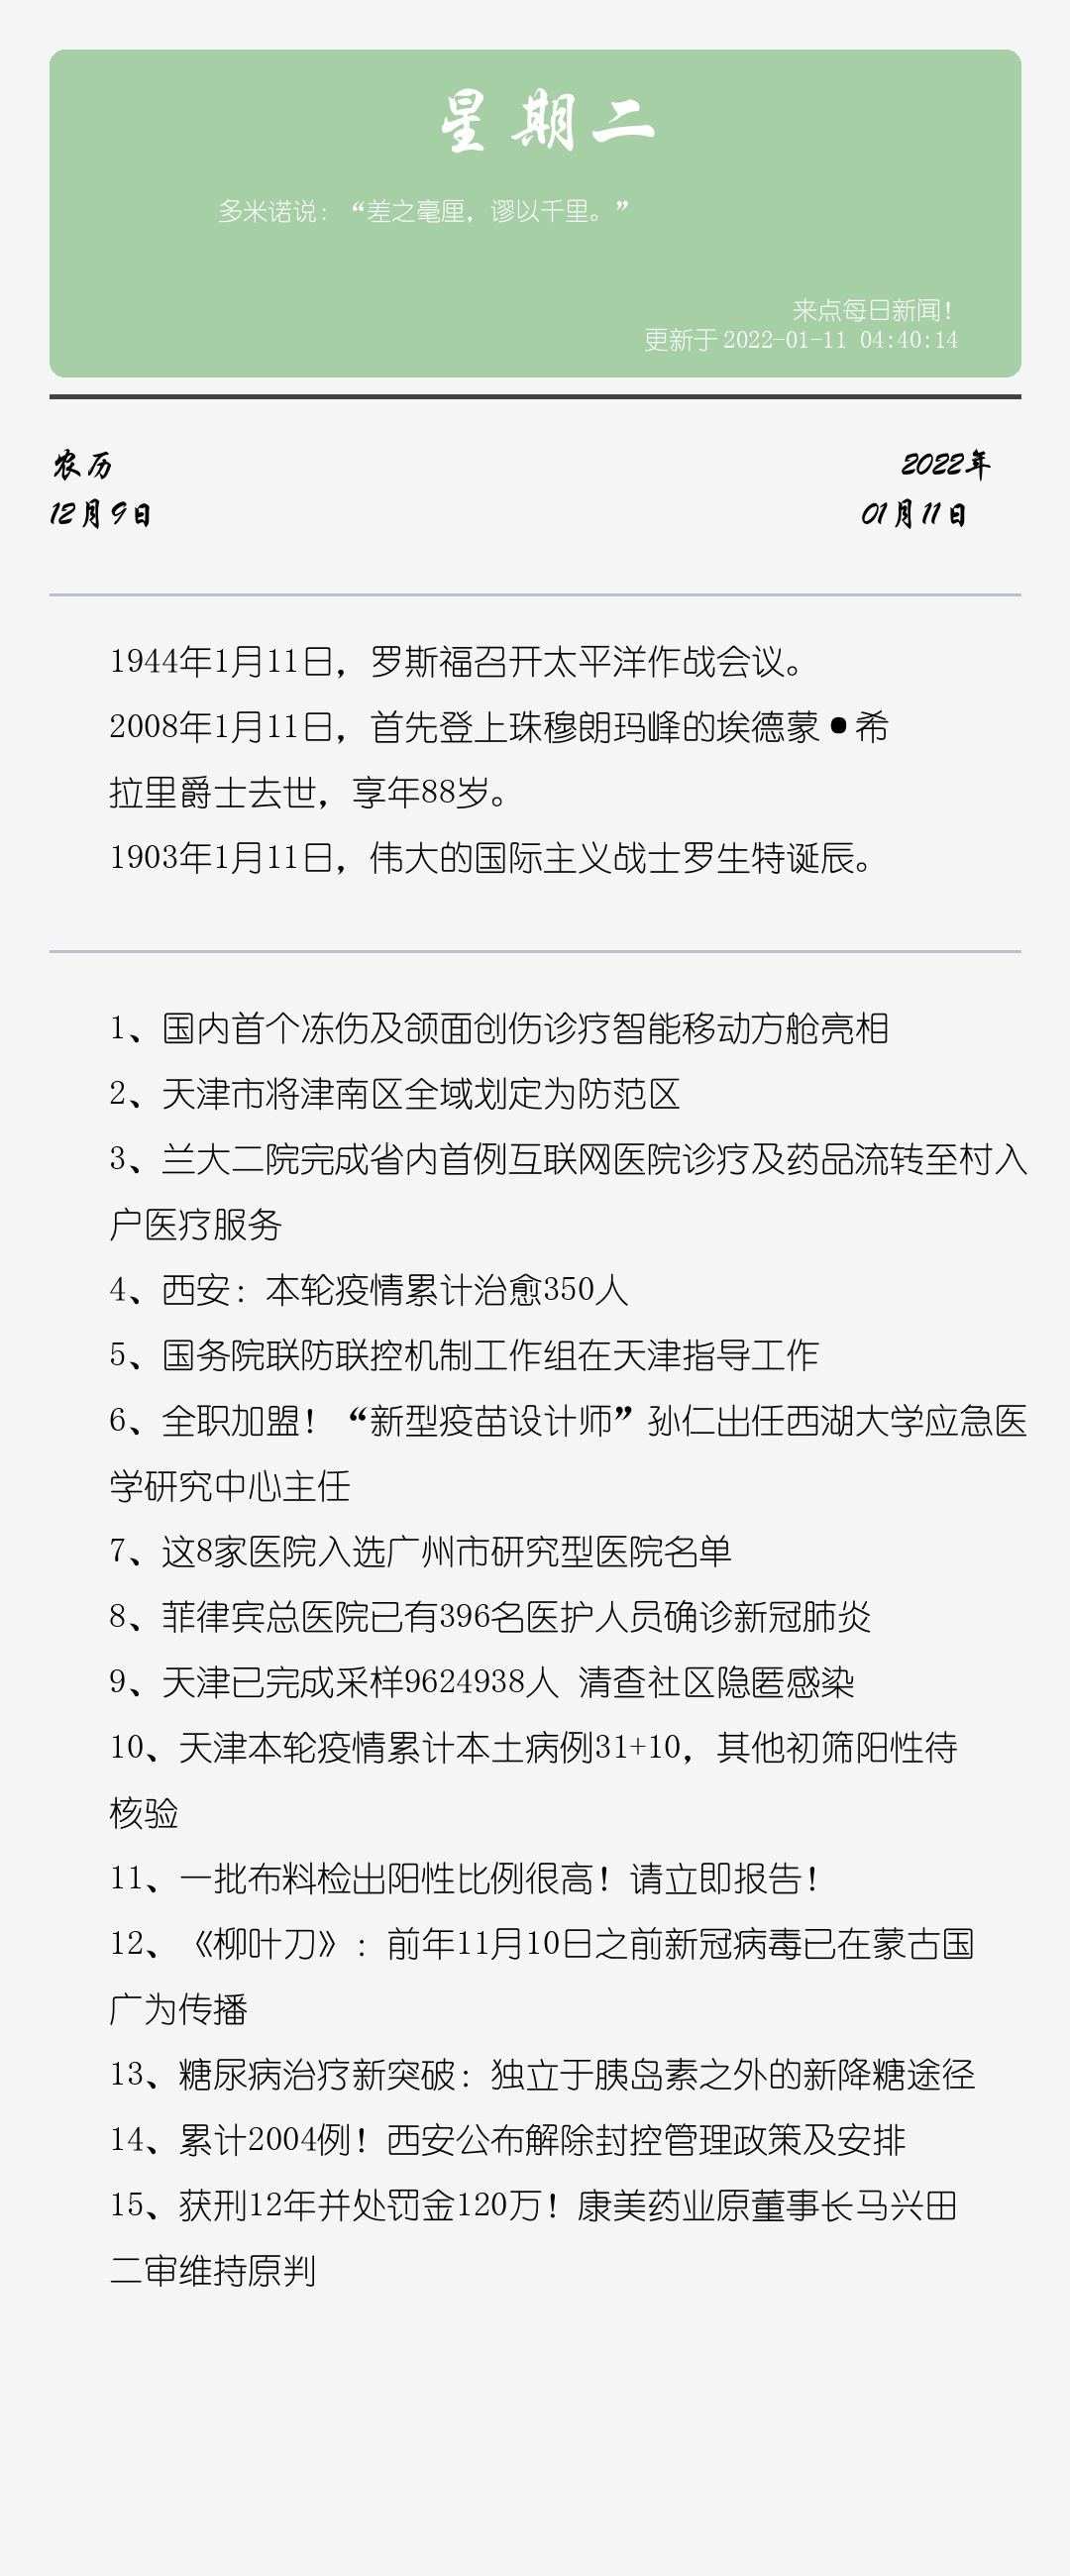 星期二
多米诺说：“差之毫厘，谬以千里。”
来点每日新闻！
更新于 2022-01-11 04:40:14
农历
2022年
12月9日
01月11日
1944年1月11日，罗斯福召开太平洋作战会议。
2008年1月11日，首先登上珠穆朗玛峰的埃德蒙•希
拉里爵士去世，享年88岁。
1903年1月11日，伟大的国际主义战士罗生特诞辰。
1、国内首个冻伤及颌面创伤诊疗智能移动方舱亮相
2、天津市将津南区全域划定为防范区
3、兰大二院完成省内首例互联网医院诊疗及药品流转至村入
户医疗服务
4、西安：本轮疫情累计治愈350人
5、国务院联防联控机制工作组在天津指导工作
6、全职加盟！“新型疫苗设计师”孙仁出任西湖大学应急医
学研究中心主任
7、这8家医院入选广州市研究型医院名单
8、菲律宾总医院已有396名医护人员确诊新冠肺炎
9、天津已完成采样9624938人 清查社区隐匿感染
10、天津本轮疫情累计本土病例31+10，其他初筛阳性待
核验
11、一批布料检出阳性比例很高！请立即报告！
12、《柳叶刀》：前年11月10日之前新冠病毒已在蒙古国
广为传播
13、糖尿病治疗新突破：独立于胰岛素之外的新降糖途径
14、累计2004例！西安公布解除封控管理政策及安排
15、获刑12年并处罚金120万！康美药业原董事长马兴田
二审维持原判